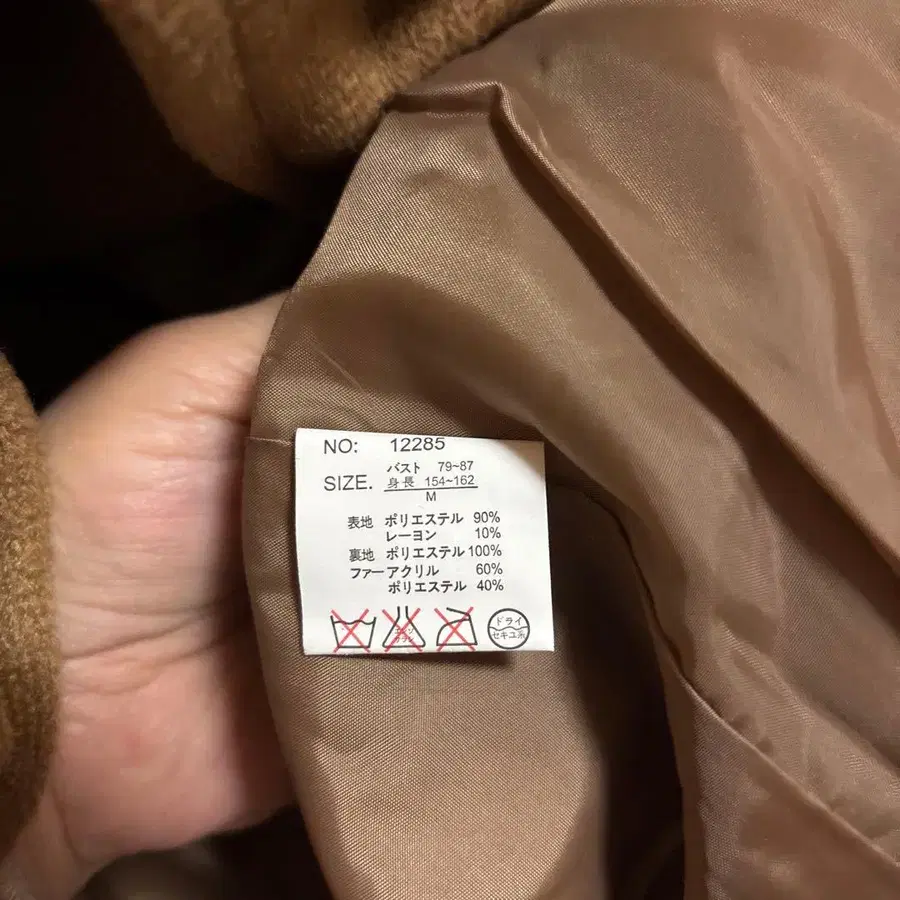 NO: 12285
SIZE. バスト 79~87
身長 154~162
M
表地 ポリエステル 90%
レーヨン 10%
裏地 ポリエステル 100%
ファー アクリル 60%
ポリエステル 40%
ドライ
セキユ系